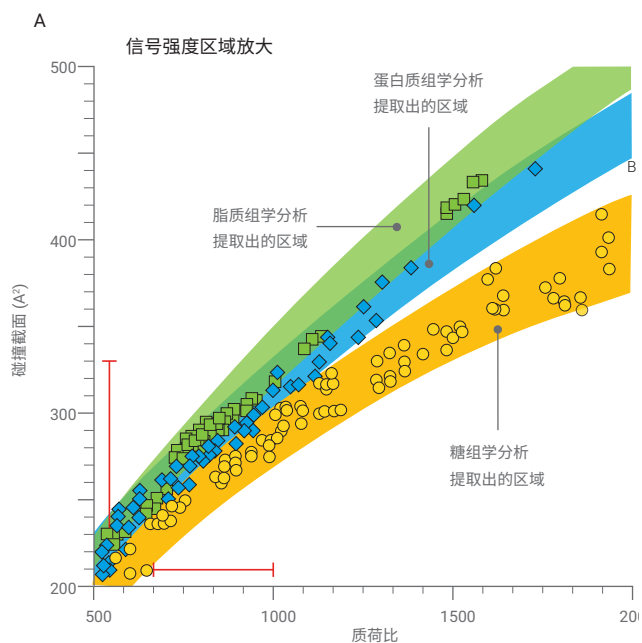 A
信号强度区域放大
500
蛋白质组学分析
提取出的区域
B
脂质组学分析
提取出的区域
400
碰撞截面 (A²)
300
糖组学分析
提取出的区域
200
500
1000
1500
200
质荷比